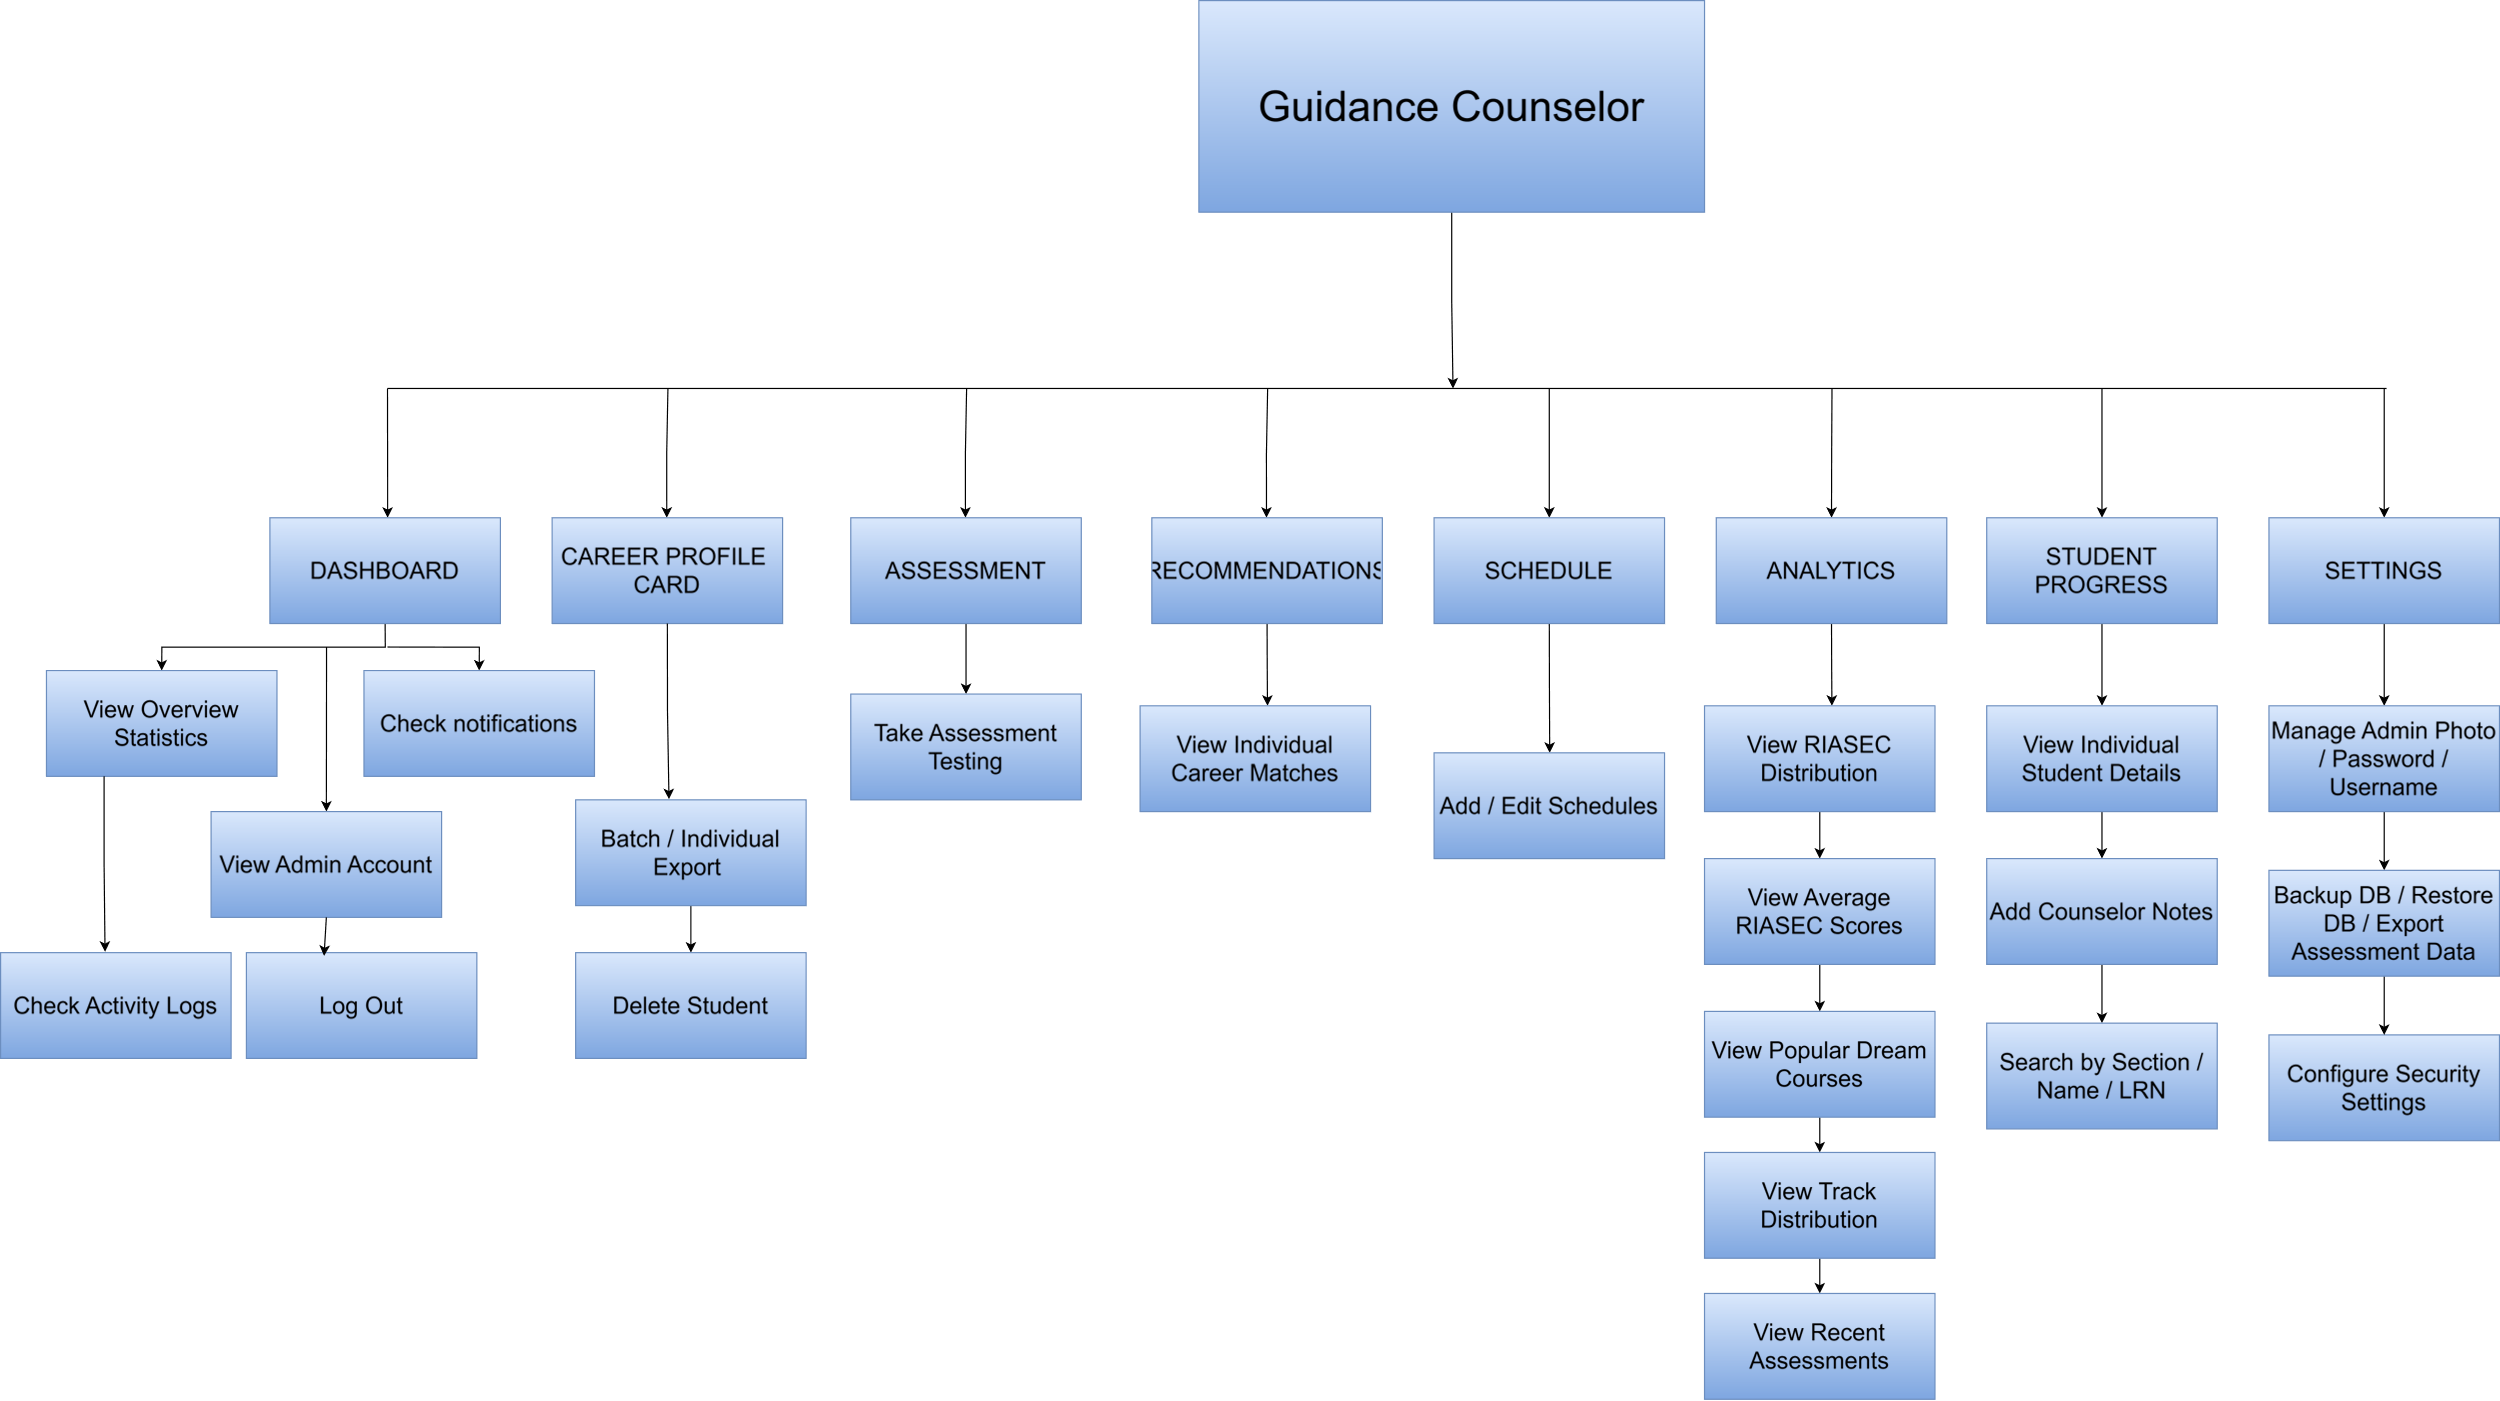 Guidance Counselor
DASHBOARD
CAREER PROFILE
CARD
ASSESSMENT
RECOMMENDATIONS
SCHEDULE
ANALYTICS
STUDENT
PROGRESS
SETTINGS
View Overview
Statistics
Check notifications
View Admin Account
Check Activity Logs
Log Out
Batch / Individual
Export
Delete Student
Take Assessment
Testing
View Individual
Career Matches
Add / Edit Schedules
View RIASEC
Distribution
View Average
RIASEC Scores
View Popular Dream
Courses
View Track
Distribution
View Recent
Assessments
View Individual
Student Details
Add Counselor Notes
Search by Section /
Name / LRN
Manage Admin Photo
/ Password /
Username
Backup DB / Restore
DB / Export
Assessment Data
Configure Security
Settings